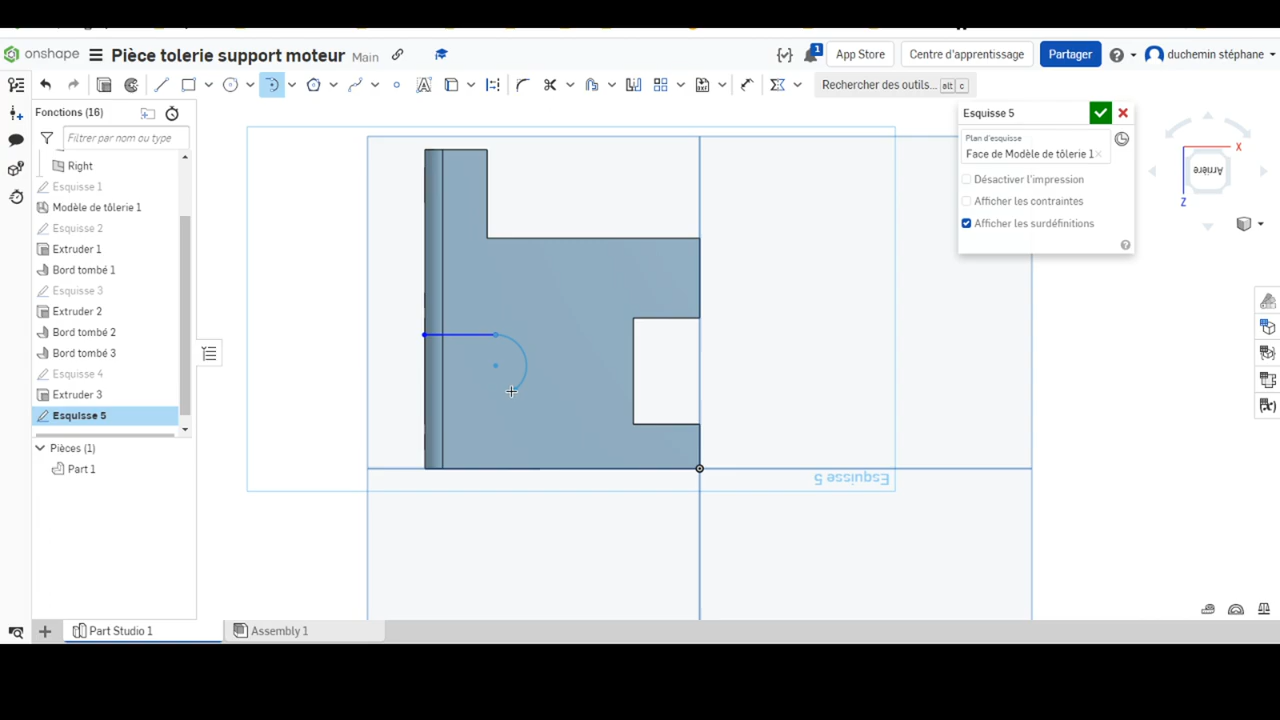 onshape Pièce tolerie support moteur Main 1 App Store Centre d'apprentissage Partager duchemin stéphane
Rechercher des outils... alt c
Fonctions (16)
Filtrer par nom ou type
Right
Esquisse 1
Modèle de tôlerie 1
Esquisse 2
Extruder 1
Bord tombé 1
Esquisse 3
Extruder 2
Bord tombé 2
Bord tombé 3
Esquisse 4
Extruder 3
Esquisse 5
Pièces (1)
Part 1
Esquisse 5
Esquisse 5
Plan d'esquisse
Face de Modèle de tôlerie 1
Désactiver l'impression
Afficher les contraintes
Afficher les surdéfinitions
X
Arrière
Z
Part Studio 1
Assembly 1